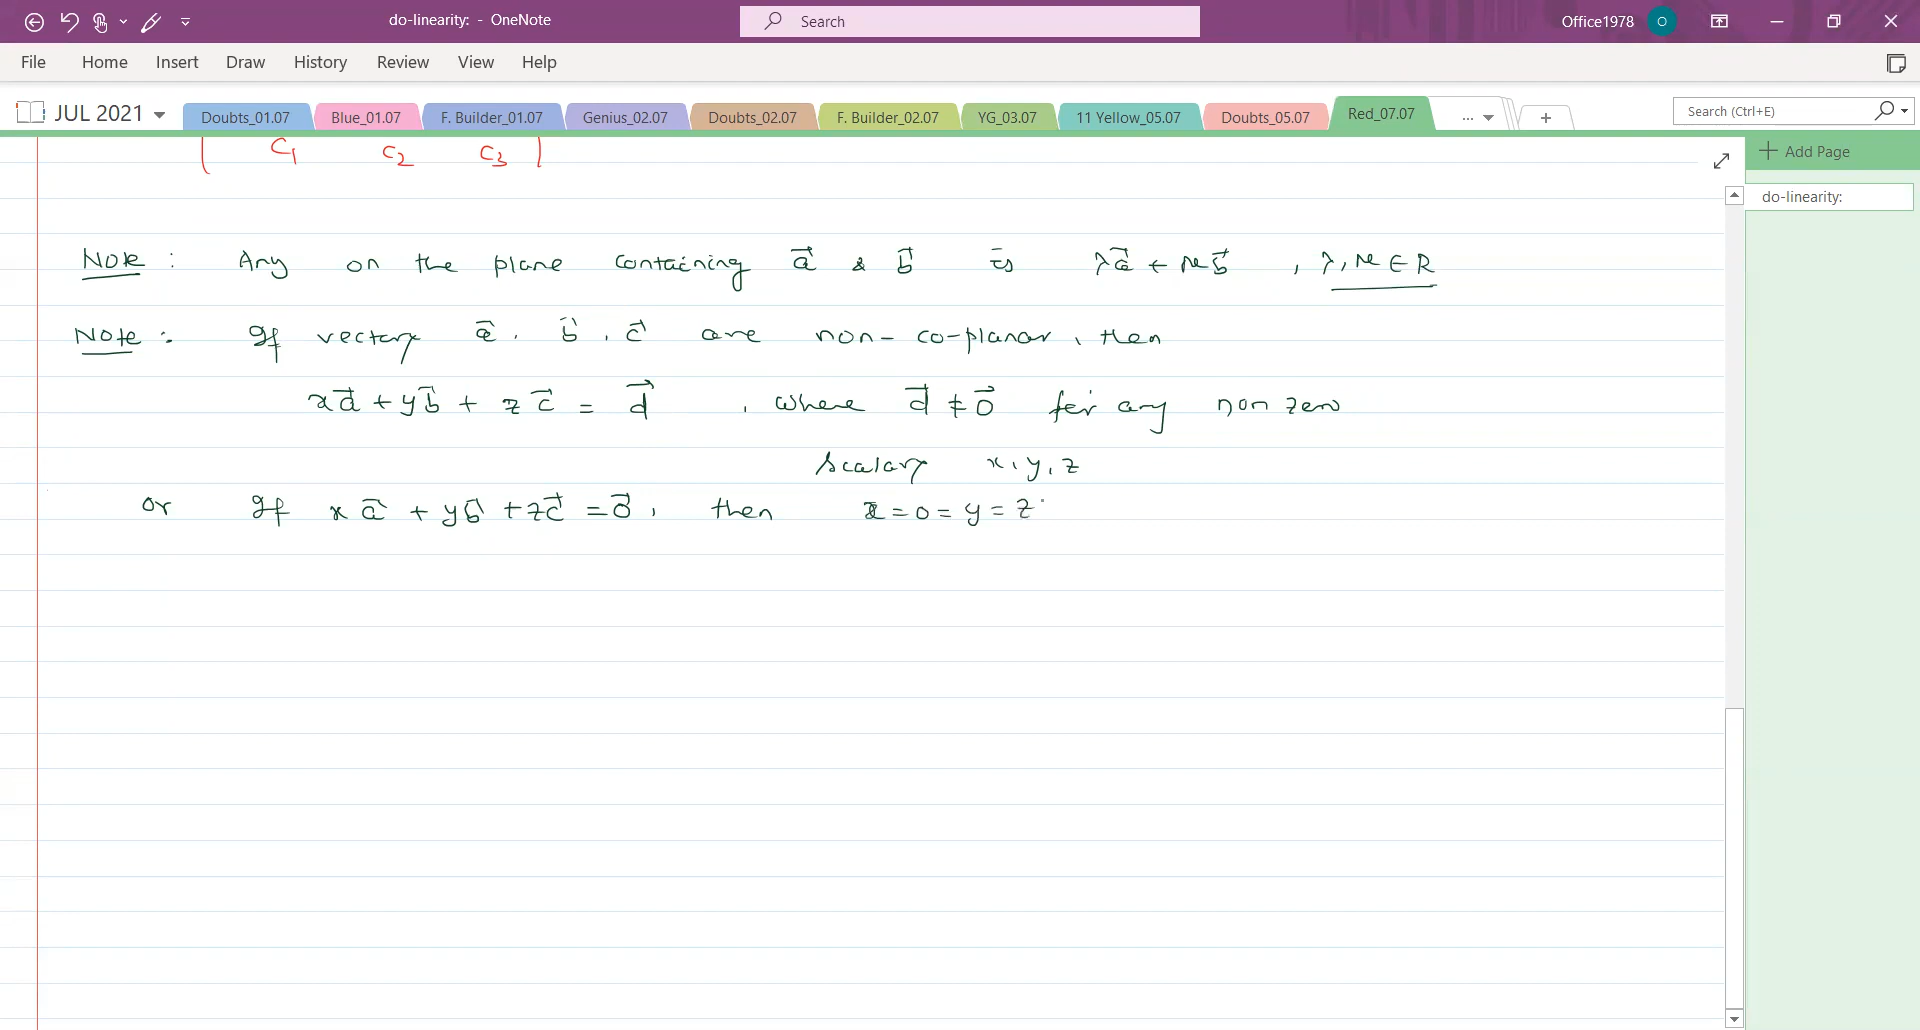 do-linearity: - OneNote
Search
Office1978
O
File Home Insert Draw History Review View Help
JUL 2021
Doubts_01.07
Blue_01.07
F. Builder_01.07
Genius_02.07
Doubts_02.07
F. Builder_02.07
YG_03.07
11 Yellow_05.07
Doubts_05.07
Red_07.07
...
+
Search (Ctrl+E)
Add Page
do-linearity:
| C₁ C₂ C₃ |
Note : Any on the plane containing a⃗ & b⃗ is λa⃗ + μb⃗ , λ, μ ∈ R
Note : If vectors a⃗, b⃗, c⃗ are non-co-planar, then
xa⃗ + yb⃗ + zc⃗ = d⃗ , where d⃗ ≠ 0⃗ for any non zero
scalars x, y, z
or If xa⃗ + yb⃗ + zc⃗ = 0⃗, then x = 0 = y = z